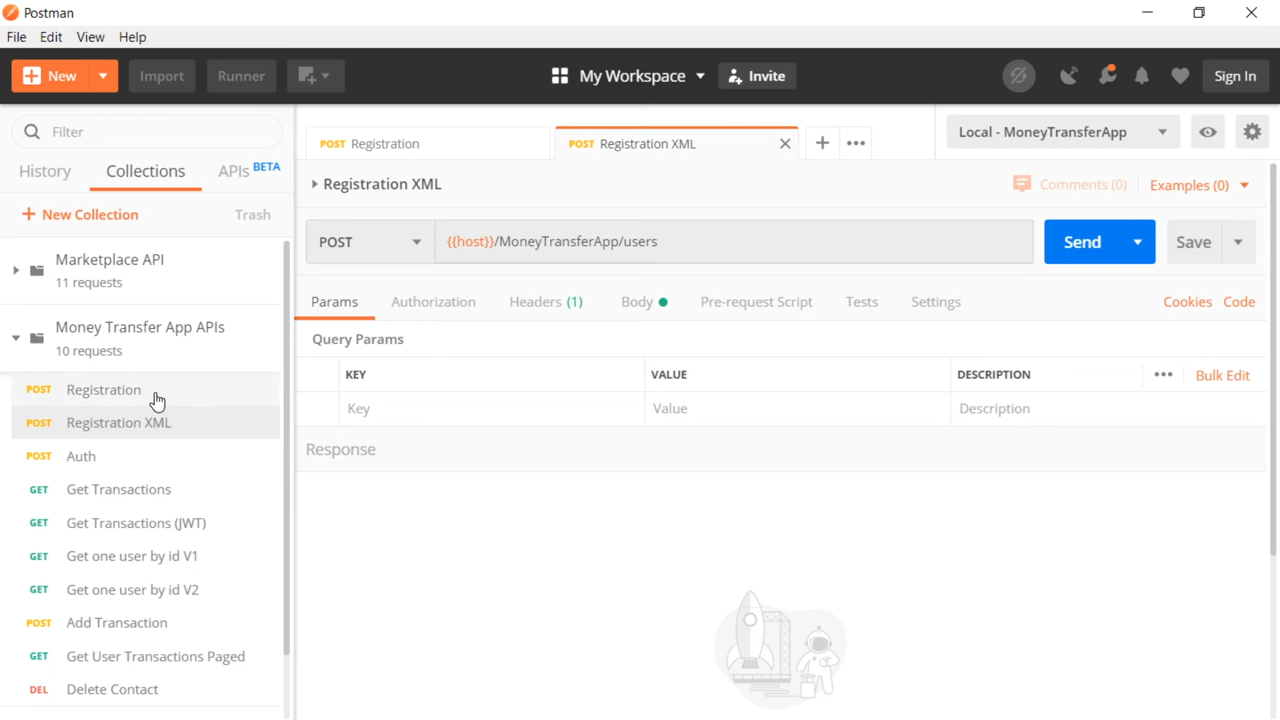 Postman
File Edit View Help
New Import Runner My Workspace Invite Sign In
Filter
History Collections APIs BETA
+ New Collection Trash
Marketplace API
11 requests
Money Transfer App APIs
10 requests
POST Registration
POST Registration XML
POST Auth
GET Get Transactions
GET Get Transactions (JWT)
GET Get one user by id V1
GET Get one user by id V2
POST Add Transaction
GET Get User Transactions Paged
DEL Delete Contact
POST Registration POST Registration XML Local - MoneyTransferApp
Registration XML Comments (0) Examples (0)
POST {{host}}/MoneyTransferApp/users Send Save
Params Authorization Headers (1) Body Pre-request Script Tests Settings Cookies Code
Query Params
KEY VALUE DESCRIPTION Bulk Edit
Key Value Description
Response